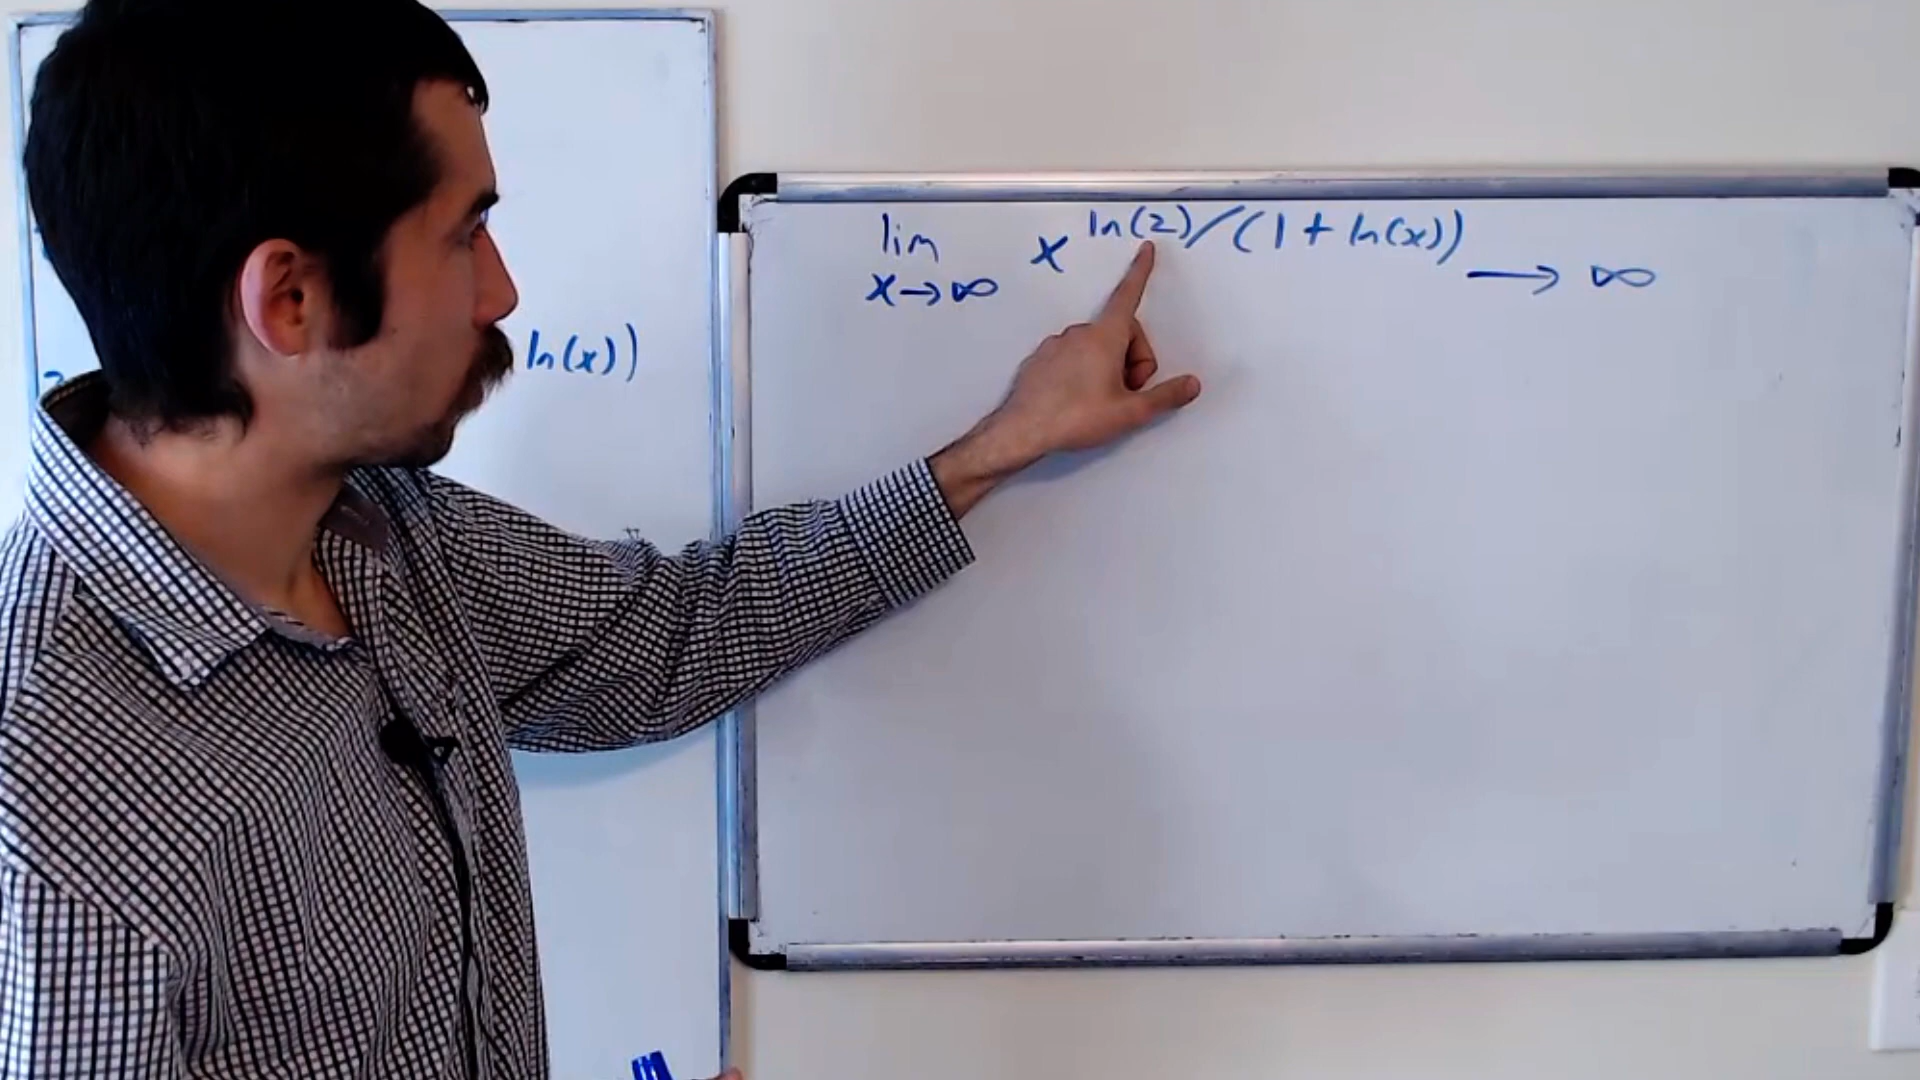 ln(x))
lim x→∞ x^ln(2)/(1+ln(x)) → ∞